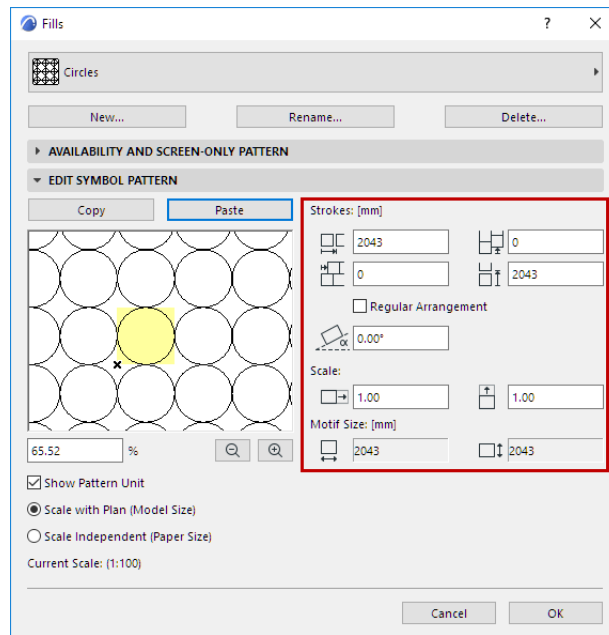 Fills
? ×
Circles
New... Rename... Delete...
AVAILABILITY AND SCREEN-ONLY PATTERN
EDIT SYMBOL PATTERN
Copy Paste
Strokes: [mm]
2043 0
0 2043
Regular Arrangement
α 0.00°
Scale:
1.00 1.00
Motif Size: [mm]
2043 2043
65.52 %
Show Pattern Unit
Scale with Plan (Model Size)
Scale Independent (Paper Size)
Current Scale: (1:100)
Cancel OK